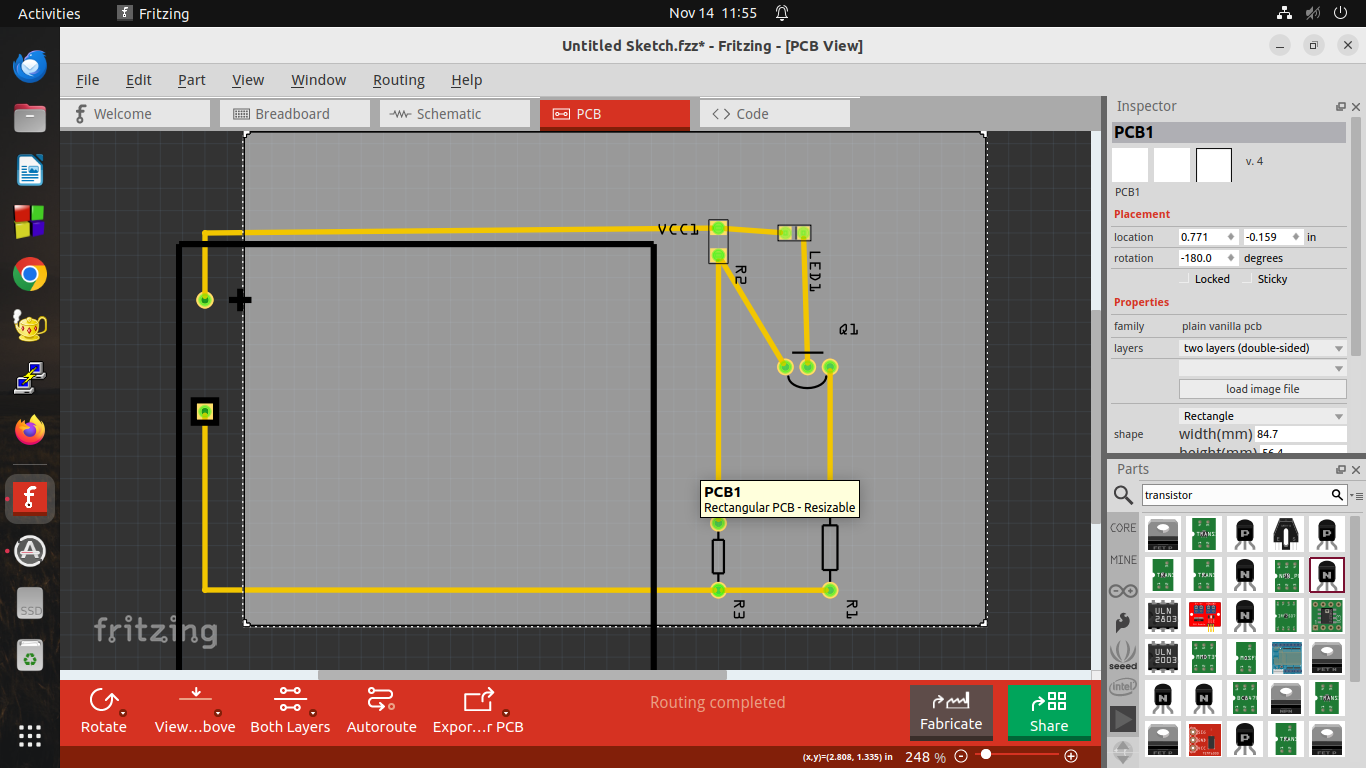 Activities
Fritzing
Nov 14 11:55
Untitled Sketch.fzz* - Fritzing - [PCB View]
File
Edit
Part
View
Window
Routing
Help
Welcome
Breadboard
Schematic
PCB
Code
VCC1
R2
LED1
Q1
PCB1
Rectangular PCB - Resizable
R3
R1
fritzing
Inspector
PCB1
v. 4
PCB1
Placement
location 0.771 -0.159 in
rotation -180.0 degrees
Locked Sticky
Properties
family plain vanilla pcb
layers two layers (double-sided)
load image file
Rectangle
shape width(mm) 84.7
height(mm) 56.4
Parts
transistor
CORE
MINE
seeed
intel
ULN
2803
ULN
2003
SSD
Rotate
View...bove
Both Layers
Autoroute
Expor...r PCB
Routing completed
Fabricate
Share
(x,y)=(2.808, 1.335) in
248 %